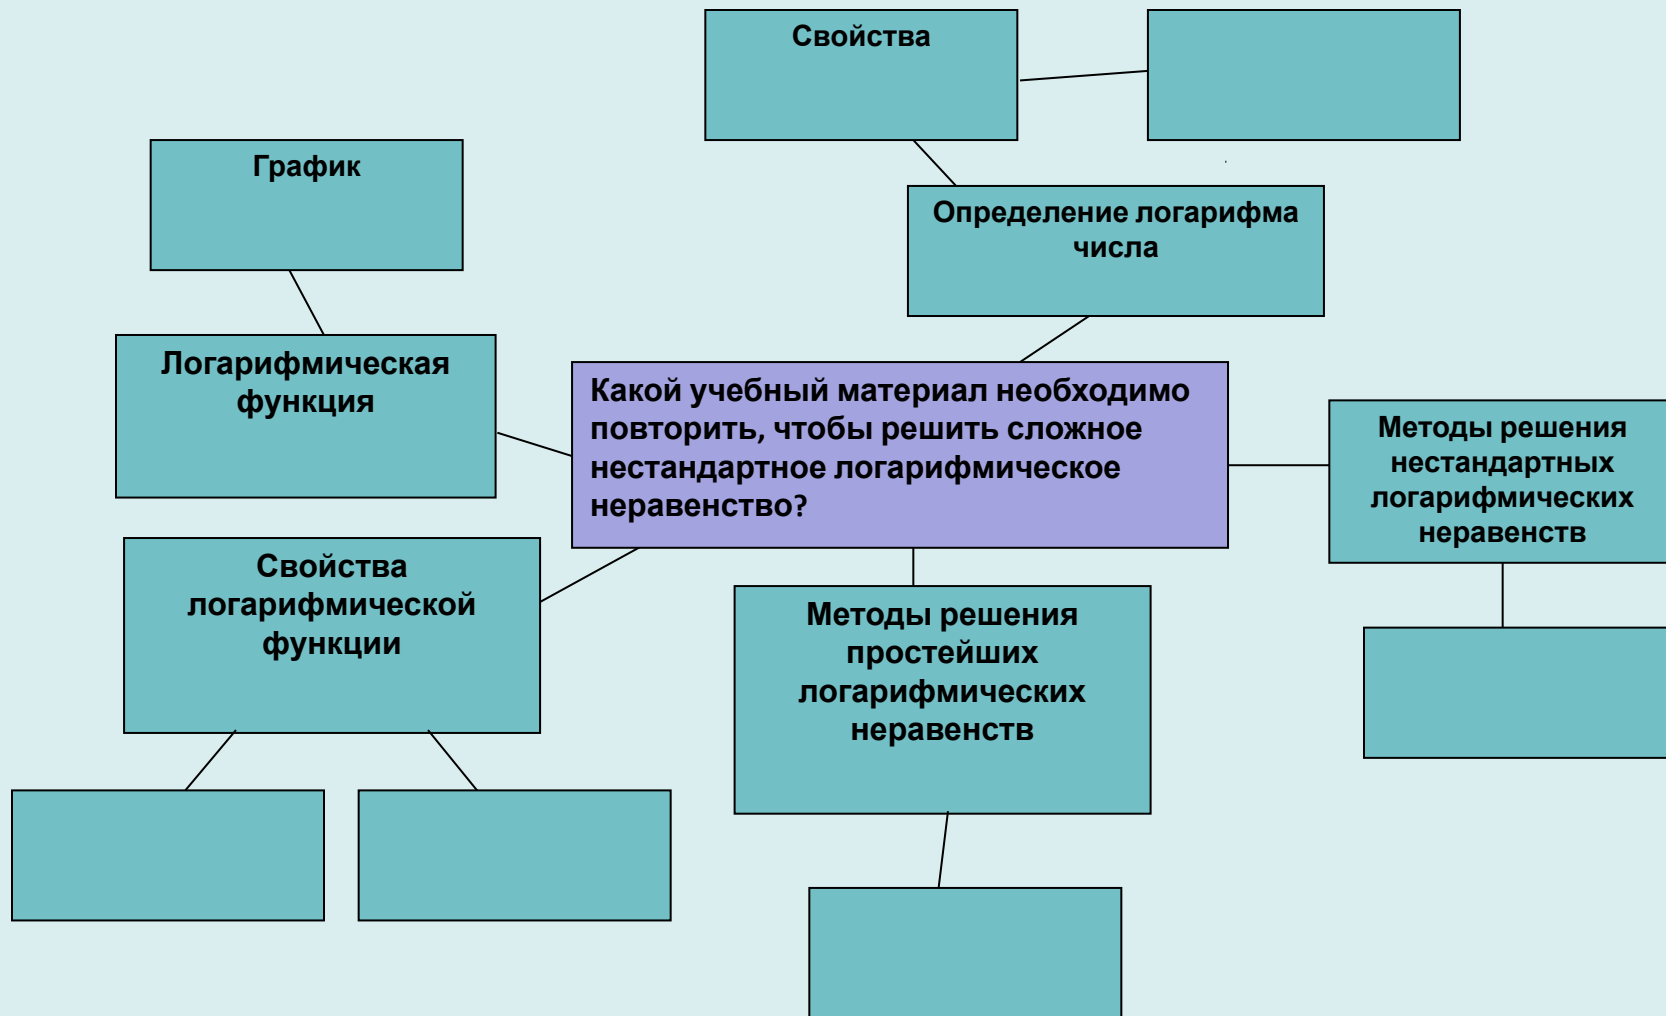 Свойства
График
Определение логарифма
числа
Логарифмическая
функция
Какой учебный материал необходимо
повторить, чтобы решить сложное
нестандартное логарифмическое
неравенство?
Методы решения
нестандартных
логарифмических
неравенств
Свойства
логарифмической
функции
Методы решения
простейших
логарифмических
неравенств